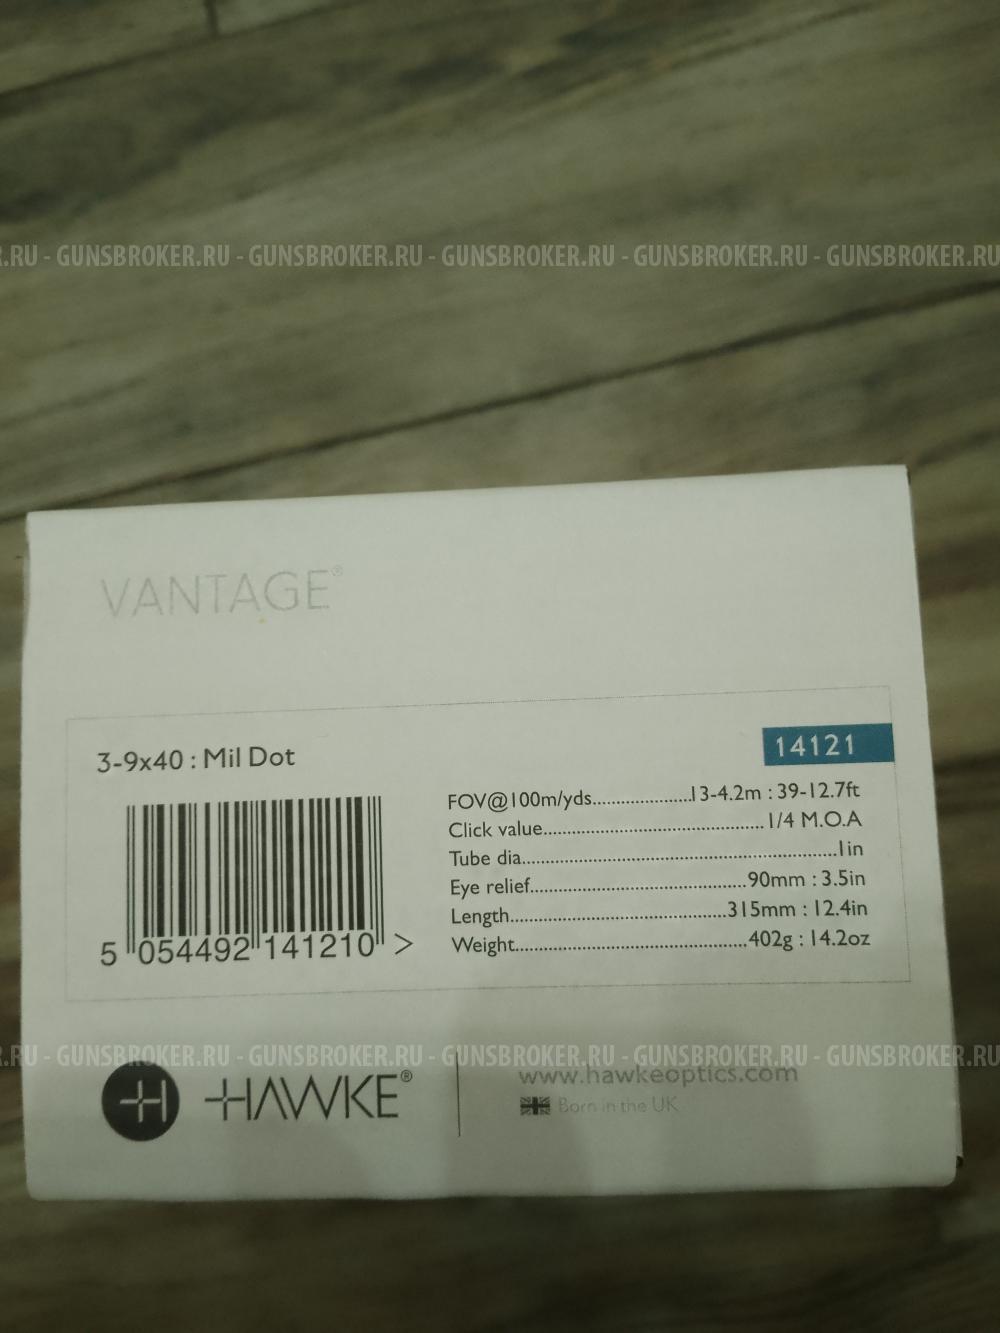 .RU - GUNSBROKER.RU - GUNSBROKER.RU - GUNSBROKER.RU - GUNSBROKER.RU - GUNSBROKER.RU
VANTAGE®
3-9x40 : Mil Dot
14121
FOV@100m/yds....................13-4.2m : 39-12.7ft
Click value............................................1/4 M.O.A
Tube dia...............................................................1in
Eye relief...........................................90mm : 3.5in
Length...........................................315mm : 12.4in
Weight..............................................402g : 14.2oz
5 054492 141210 >
.RU - GUNSBROKER.RU - GUNSBROKER.RU - GUNSBROKER.RU - GUNSBROKER.RU - GUNSBROKER.RU
HAWKE®
www.hawkeoptics.com
Born in the UK